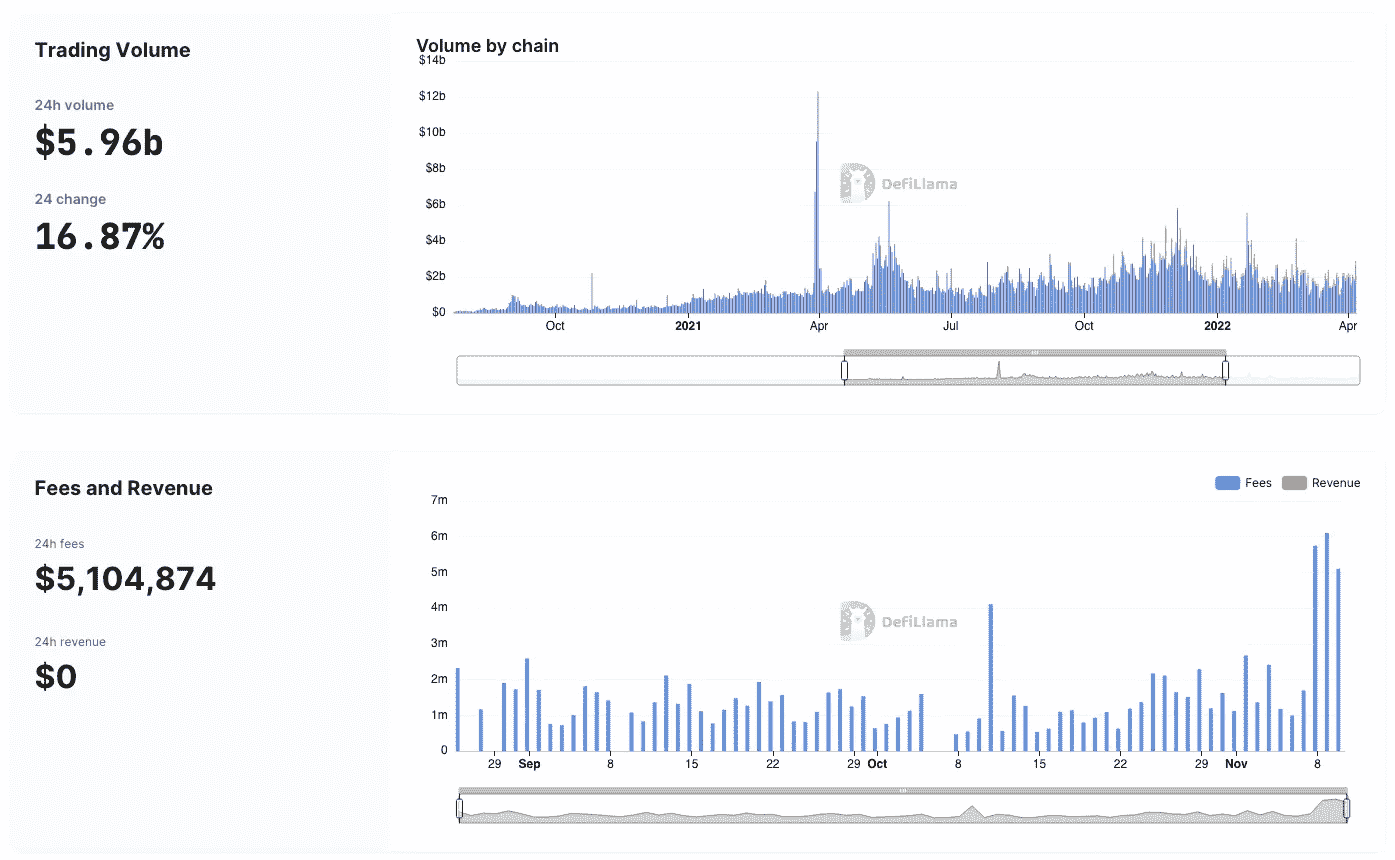 Trading Volume
24h volume
$5.96b
24 change
16.87%
Volume by chain
$14b
$12b
$10b
$8b
$6b
$4b
$2b
$0
DefiLlama
Oct 2021 Apr Jul Oct 2022 Apr
Fees and Revenue
24h fees
$5,104,874
24h revenue
$0
Fees Revenue
7m
6m
5m
4m
3m
2m
1m
0
DefiLlama
29 Sep 8 15 22 29 Oct 8 15 22 29 Nov 8